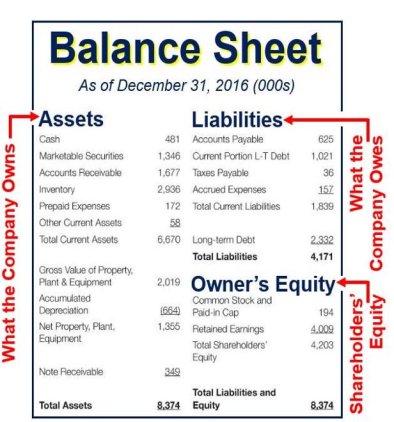 Balance Sheet
As of December 31, 2016 (000s)
Assets
Cash 481
Marketable Securities 1,346
Accounts Receivable 1,677
Inventory 2,936
Prepaid Expenses 172
Other Current Assets 58
Total Current Assets 6,670
Gross Value of Property,
Plant & Equipment 2,019
Accumulated
Depreciation (664)
Net Property, Plant, 1,355
Equipment
Note Receivable 349
Total Assets 8,374
Liabilities
Accounts Payable 625
Current Portion L-T Debt 1,021
Taxes Payable 36
Accrued Expenses 157
Total Current Liabilities 1,839
Long-term Debt 2,332
Total Liabilities 4,171
Owner's Equity
Common Stock and
Paid-in Cap 194
Retained Earnings 4,009
Total Shareholders' 4,203
Equity
Total Liabilities and
Equity 8,374
What the Company Owns
What the
Company Owes
Shareholders'
Equity